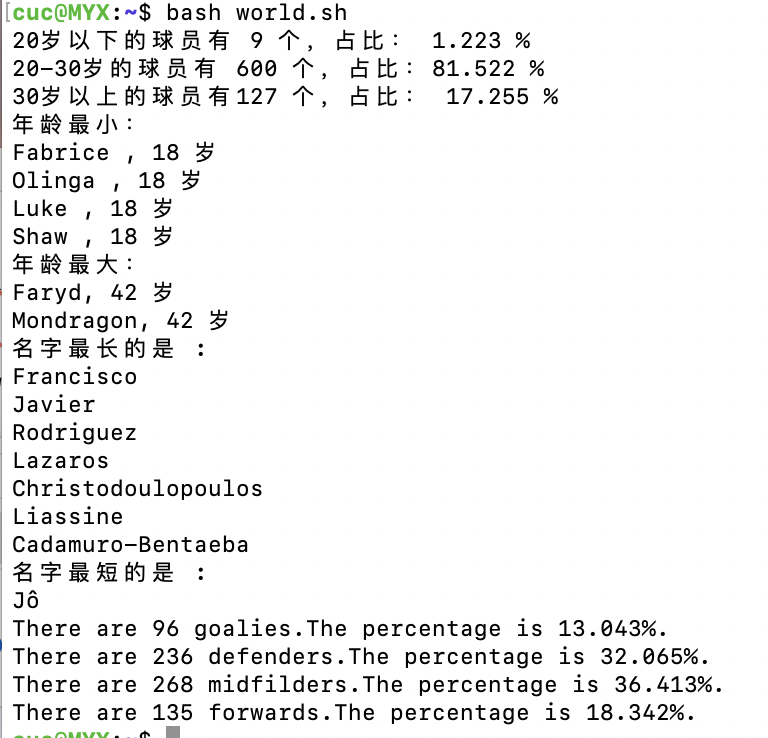 [cuc@MYX:~$ bash world.sh
20岁以下的球员有 9 个, 占比: 1.223 %
20-30岁的球员有 600 个, 占比: 81.522 %
30岁以上的球员有127 个, 占比: 17.255 %
年龄最小:
Fabrice , 18 岁
Olinga , 18 岁
Luke , 18 岁
Shaw , 18 岁
年龄最大:
Faryd, 42 岁
Mondragon, 42 岁
名字最长的是 :
Francisco
Javier
Rodriguez
Lazaros
Christodoulopoulos
Liassine
Cadamuro-Bentaeba
名字最短的是 :
Jô
There are 96 goalies.The percentage is 13.043%.
There are 236 defenders.The percentage is 32.065%.
There are 268 midfilders.The percentage is 36.413%.
There are 135 forwards.The percentage is 18.342%.
cuc@MYX:~$